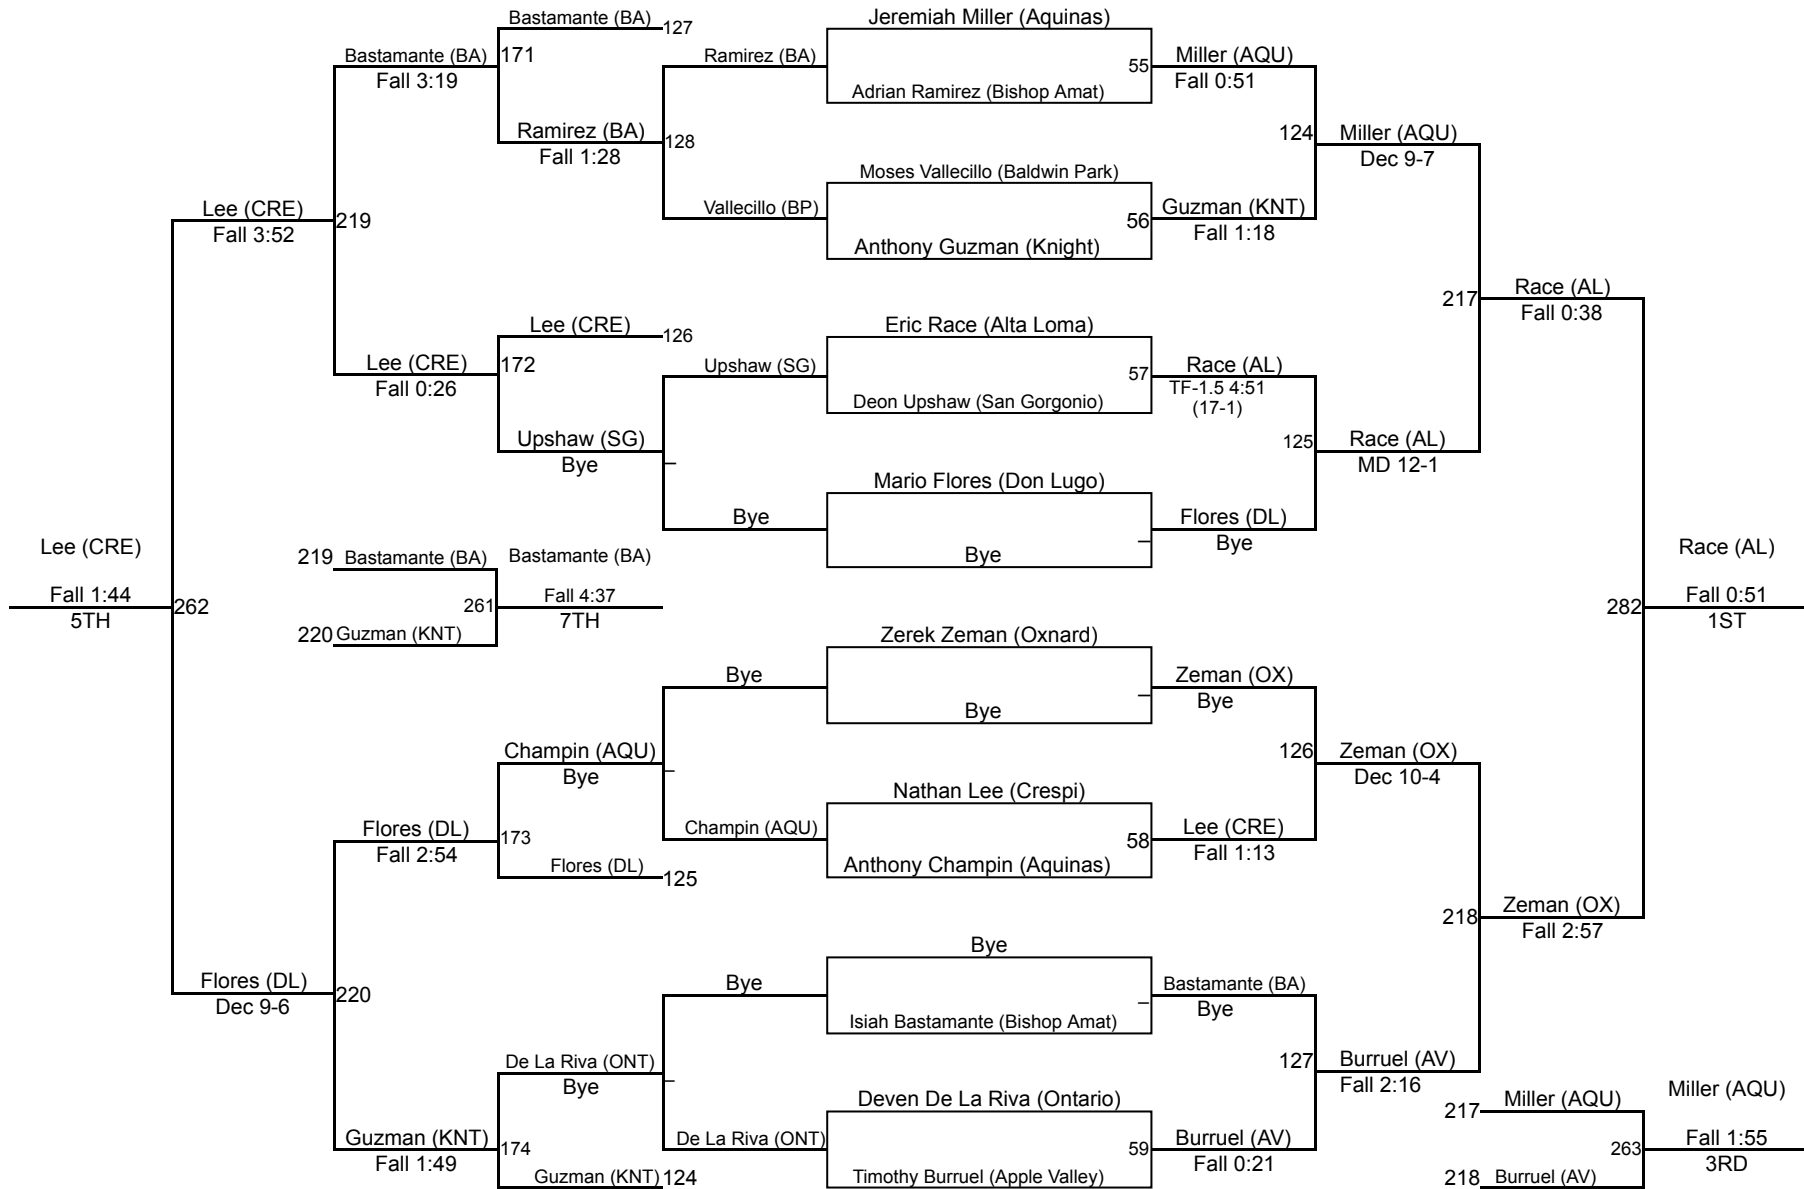 Bastamante (BA)
127
Jeremiah Miller (Aquinas)
Bastamante (BA)
171
Ramirez (BA)
55
Miller (AQU)
Fall 3:19
Fall 0:51
Adrian Ramirez (Bishop Amat)
Ramirez (BA)
128
124
Miller (AQU)
Fall 1:28
Dec 9-7
Moses Vallecillo (Baldwin Park)
Lee (CRE)
219
Vallecillo (BP)
56
Guzman (KNT)
Fall 3:52
Fall 1:18
Anthony Guzman (Knight)
217
Race (AL)
Fall 0:38
Lee (CRE)
126
Eric Race (Alta Loma)
Lee (CRE)
172
Upshaw (SG)
57
Race (AL)
Fall 0:26
TF-1.5 4:51
(17-1)
Deon Upshaw (San Gorgonio)
Upshaw (SG)
125
Race (AL)
Bye
MD 12-1
Mario Flores (Don Lugo)
Bye
Flores (DL)
Bye
Bye
Lee (CRE)
219
Bastamante (BA)
Bastamante (BA)
Race (AL)
Fall 1:44
262
261
Fall 4:37
282
Fall 0:51
5TH
7TH
1ST
220
Guzman (KNT)
Zerek Zeman (Oxnard)
Bye
Zeman (OX)
Bye
Bye
Champin (AQU)
126
Zeman (OX)
Bye
Dec 10-4
Nathan Lee (Crespi)
Flores (DL)
173
Champin (AQU)
58
Lee (CRE)
Fall 2:54
Fall 1:13
Flores (DL)
125
Anthony Champin (Aquinas)
218
Zeman (OX)
Fall 2:57
Bye
Flores (DL)
220
Bye
Bastamante (BA)
Dec 9-6
Bye
Isiah Bastamante (Bishop Amat)
De La Riva (ONT)
127
Burruel (AV)
Bye
Fall 2:16
Deven De La Riva (Ontario)
217
Miller (AQU)
Miller (AQU)
Guzman (KNT)
174
De La Riva (ONT)
59
Burruel (AV)
263
Fall 1:55
Fall 1:49
Fall 0:21
3RD
Guzman (KNT)
124
Timothy Burruel (Apple Valley)
218
Burruel (AV)